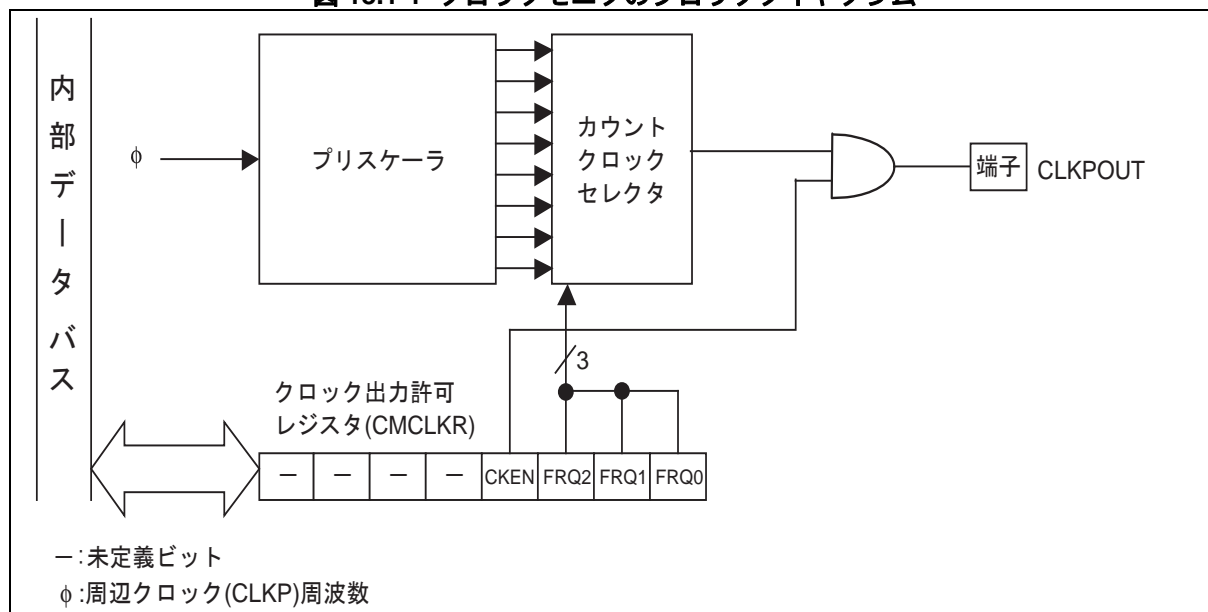 内部データバス
φ
プリスケーラ
カウント
クロック
セレクタ
端子
CLKPOUT
3
クロック出力許可
レジスタ(CMCLKR)
－
－
－
－
CKEN
FRQ2
FRQ1
FRQ0
－:未定義ビット
φ:周辺クロック(CLKP)周波数